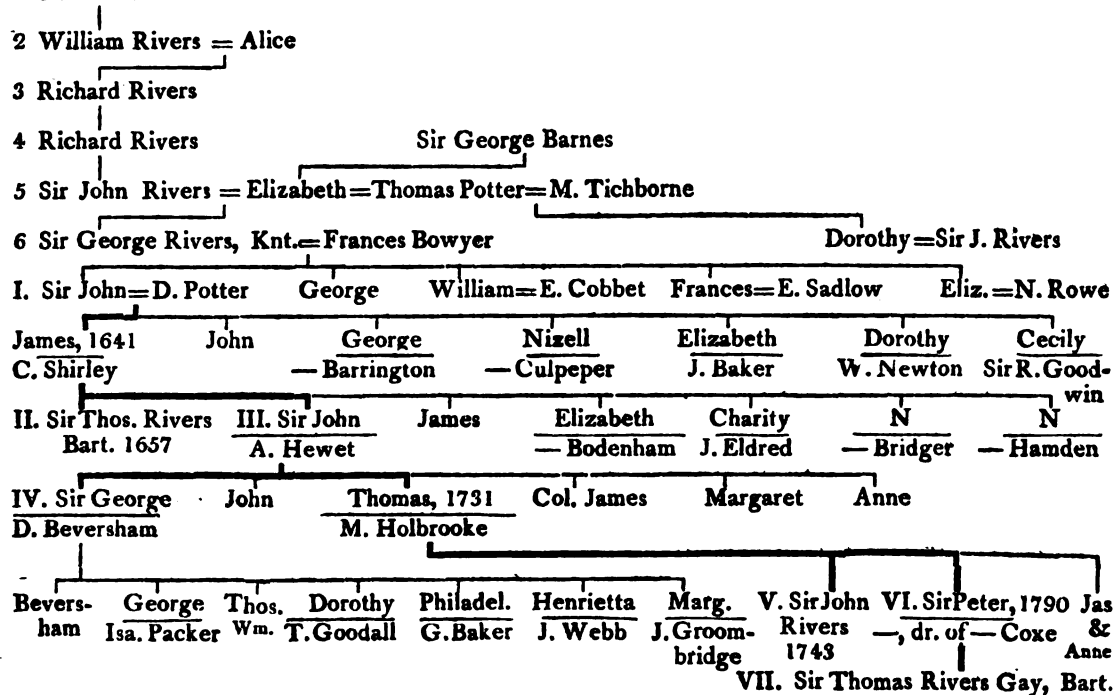 2 William Rivers = Alice
3 Richard Rivers
4 Richard Rivers Sir George Barnes
5 Sir John Rivers = Elizabeth = Thomas Potter = M. Tichborne
6 Sir George Rivers, Knt. = Frances Bowyer Dorothy = Sir J. Rivers
I. Sir John = D. Potter George William = E. Cobbet Frances = E. Sadlow Eliz. = N. Rowe
James, 1641 John George Nizell Elizabeth Dorothy Cecily
C. Shirley — Barrington — Culpeper J. Baker W. Newton Sir R. Good-
win
II. Sir Thos. Rivers III. Sir John James Elizabeth Charity N N
Bart. 1657 A. Hewet — Bodenham J. Eldred — Bridger — Hamden
IV. Sir George John Thomas, 1731 Col. James Margaret Anne
D. Beversham M. Holbrooke
Bevers- George Thos. Dorothy Philadel. Henrietta Marg. V. Sir John VI. Sir Peter, 1790 Jas
ham Isa. Packer Wm. T. Goodall G. Baker J. Webb J. Groom- Rivers —, dr. of — Coxe &
bridge 1743 Anne
VII. Sir Thomas Rivers Gay, Bart.